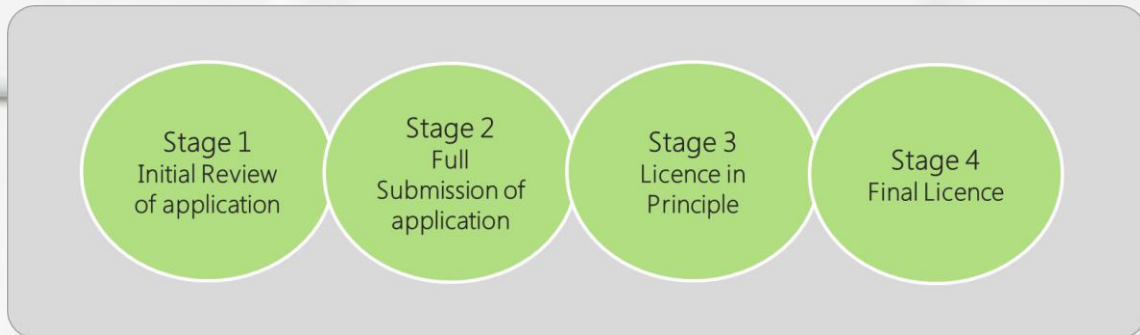 Stage 1
Initial Review
of application
Stage 2
Full
Submission of
application
Stage 3
Licence in
Principle
Stage 4
Final Licence